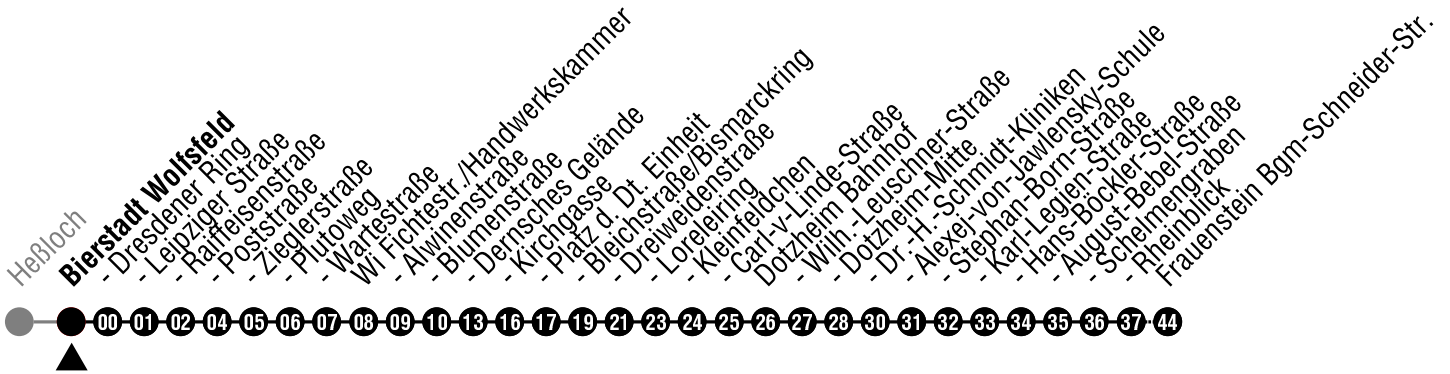 Heßloch
Bierstadt Wolfsfeld
- Dresdener Ring
- Leipziger Straße
- Raiffeisenstraße
- Poststraße
- Zieglerstraße
- Plutoweg
- Wartestraße
Wi Fichtestr./Handwerkskammer
- Awinenstraße
- Blumenstraße
- Dernsches Gelände
- Kirchgasse
- Platz d. Dt. Einheit
- Bleichstraße/Bismarckring
- Dreiweidenstraße
- Loreleiring
- Kleinfeldchen
- Carl-v-Linde-Straße
Dotzheim Bahnhof
- Wilh.-Leuschner-Straße
- Dotzheim-Mitte
- Dr.-H.-Schmidt-Kliniken
- Alexej-von-Jawlensky-Schule
- Stephan-Born-Straße
- Karl-Legien-Straße
- Hans-Böckler-Straße
- August-Bebel-Straße
- Schelmengraben
- Rheinblick
Frauenstein Bgm-Schneider-Str.
00 01 02 04 05 06 07 08 09 10 13 16 17 19 21 23 24 25 26 27 28 30 31 32 33 34 35 36 37 44